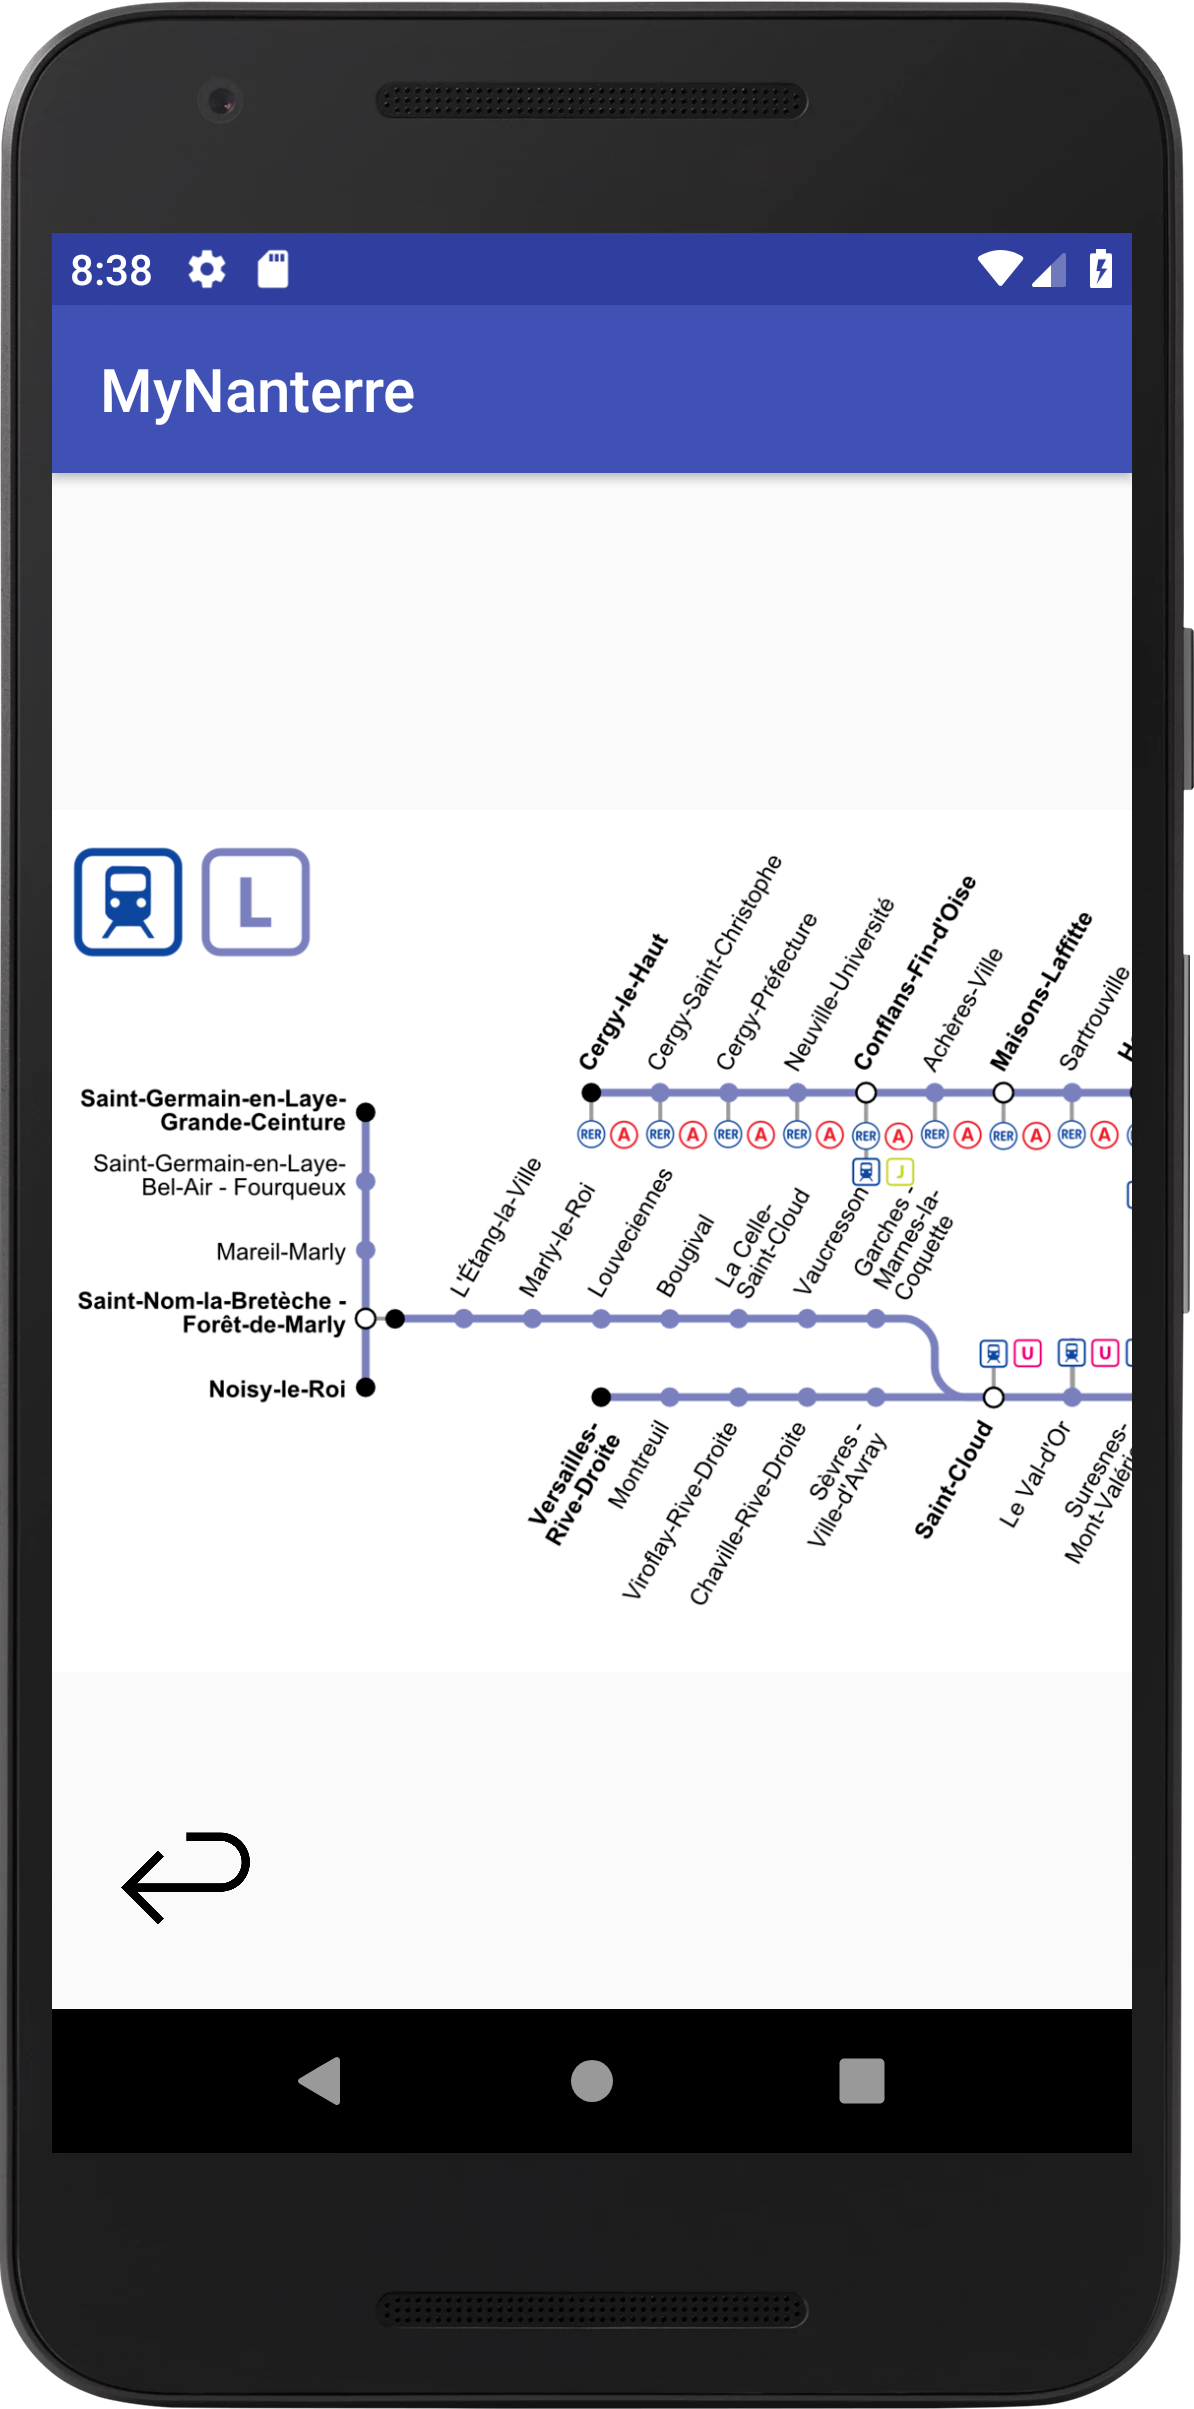 8:38
MyNanterre
L
Cergy-le-Haut
Cergy-Saint-Christophe
Cergy-Préfecture
Neuville-Université
Conflans-Fin-d'Oise
Achères-Ville
Maisons-Laffitte
Sartrouville
H
RER A RER A RER A RER A RER A RER A RER A RER A
J
Saint-Germain-en-Laye-
Grande-Ceinture
Saint-Germain-en-Laye-
Bel-Air - Fourqueux
Mareil-Marly
Saint-Nom-la-Bretèche -
Forêt-de-Marly
Noisy-le-Roi
L'Étang-la-Ville
Marly-le-Roi
Louveciennes
Bougival
La Celle-
Saint-Cloud
Vaucresson
Garches -
Marnes-la-
Coquette
U U
Versailles-
Rive-Droite
Montreuil
Viroflay-Rive-Droite
Chaville-Rive-Droite
Sèvres -
Ville-d'Avray
Saint-Cloud
Le Val-d'Or
Suresnes-
Mont-Valéri